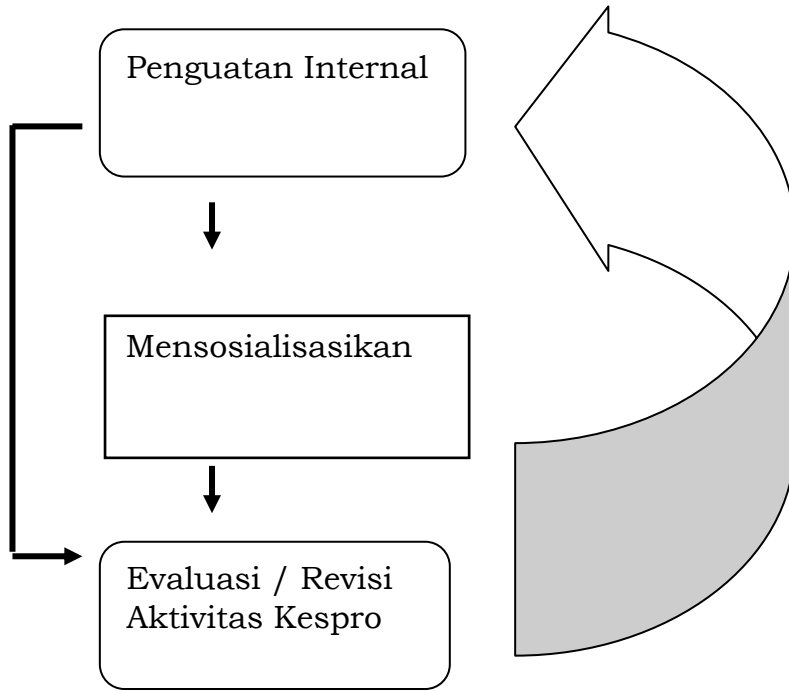 Penguatan Internal
Mensosialisasikan
Evaluasi / Revisi
Aktivitas Kespro